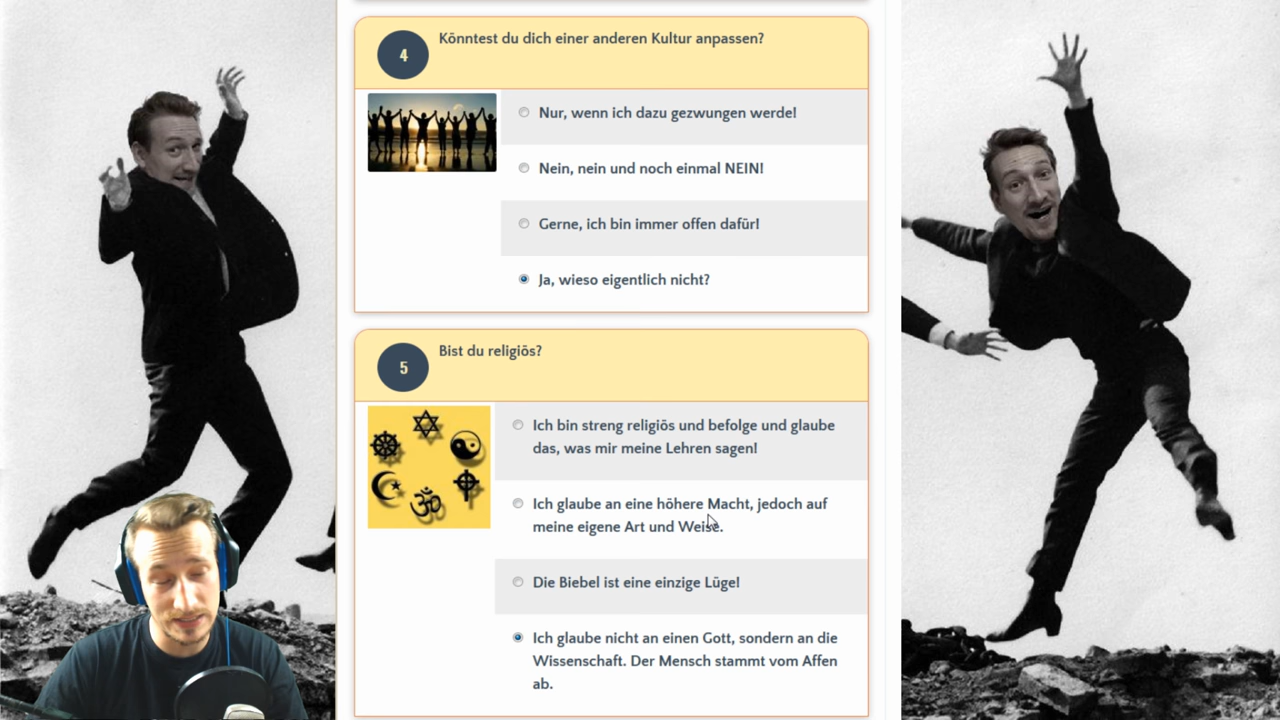 4
Könntest du dich einer anderen Kultur anpassen?
Nur, wenn ich dazu gezwungen werde!
Nein, nein und noch einmal NEIN!
Gerne, ich bin immer offen dafür!
Ja, wieso eigentlich nicht?
5
Bist du religiös?
Ich bin streng religiös und befolge und glaube
das, was mir meine Lehren sagen!
Ich glaube an eine höhere Macht, jedoch auf
meine eigene Art und Weise.
Die Biebel ist eine einzige Lüge!
Ich glaube nicht an einen Gott, sondern an die
Wissenschaft. Der Mensch stammt vom Affen
ab.